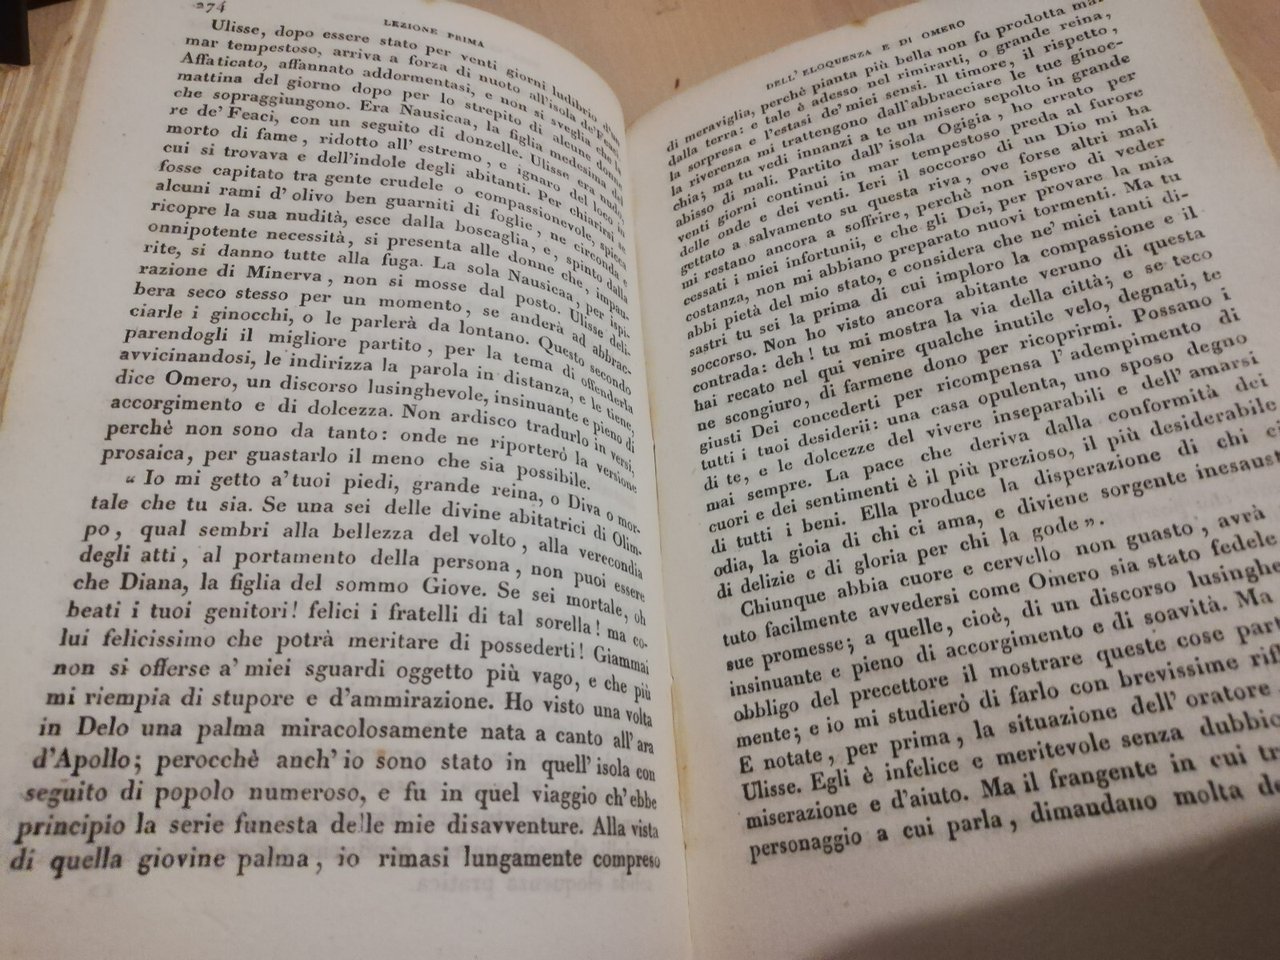 274
LEZIONE PRIMA
Ulisse, dopo essere stato per venti giorni ludibrio d'un
mar tempestoso, arriva a forza di nuoto all'isola de' Feaci
Affaticato, affannato addormentasi, e non si sveglia che la
mattina del giorno dopo per lo strepito di alcune donne
che sopraggiungono. Era Nausicaa, la figlia medesima del
re de' Feaci, con un seguito di donzelle. Ulisse era nudo,
morto di fame, ridotto all' estremo, e ignaro del loco in
cui si trovava e dell'indole degli abitanti. Per chiarirsi se
fosse capitato tra gente crudele o compassionevole, spicca
alcuni rami d' olivo ben guarniti di foglie, ne circonda e
ricopre la sua nudità, esce dalla boscaglia, e, spinto dalla
onnipotente necessità, si presenta alle donne che, impau-
rite, si danno tutte alla fuga. La sola Nausicaa, per ispi-
razione di Minerva, non si mosse dal posto. Ulisse deli-
bera seco stesso per un momento, se anderà ad abbrac-
ciarle i ginocchi, o le parlerà da lontano. Questo secondo
parendogli il migliore partito, per la tema di offenderla
avvicinandosi, le indirizza la parola in distanza, e le tiene,
dice Omero, un discorso lusinghevole, insinuante e pieno di
accorgimento e di dolcezza. Non ardisco tradurlo in versi,
perchè non sono da tanto: onde ne riporterò la versione
prosaica, per guastarlo il meno che sia possibile.
« Io mi getto a' tuoi piedi, grande reina, o Diva o mor-
tale che tu sia. Se una sei delle divine abitatrici di Olim-
po, qual sembri alla bellezza del volto, alla verecondia
degli atti, al portamento della persona, non puoi essere
che Diana, la figlia del sommo Giove. Se sei mortale, oh
beati i tuoi genitori! felici i fratelli di tal sorella! ma co-
lui felicissimo che potrà meritare di possederti! Giammai
non si offerse a' miei sguardi oggetto più vago, e che più
mi riempia di stupore e d'ammirazione. Ho visto una volta
in Delo una palma miracolosamente nata a canto all' ara
d'Apollo; perocchè anch' io sono stato in quell' isola con
seguito di popolo numeroso, e fu in quel viaggio ch' ebbe
principio la serie funesta delle mie disavventure. Alla vista
di quella giovine palma, io rimasi lungamente compreso
DELL' ELOQUENZA E DI OMERO
di meraviglia, perchè pianta più bella non fu prodotta mai
dalla terra: e tale è adesso nel rimirarti, o grande reina,
la sorpresa e l'estasi de' miei sensi. Il timore, il rispetto,
la riverenza mi trattengono dall'abbracciare le tue ginoc-
chia; ma tu vedi innanzi a te un misero sepolto in grande
abisso di mali. Partito dall' isola Ogigia, ho errato per
venti giorni continui in mar tempestoso preda al furore
delle onde e dei venti. Ieri il soccorso di un Dio mi ha
gettato a salvamento su questa riva, ove forse altri mali
mi restano ancora a soffrire, perchè non ispero di veder
cessati i miei infortunii, e che gli Dei, per provare la mia
costanza, non mi abbiano preparato nuovi tormenti. Ma tu
abbi pietà del mio stato, e considera che ne' miei tanti di-
sastri tu sei la prima di cui imploro la compassione e il
soccorso. Non ho visto ancora abitante veruno di questa
contrada: deh! tu mi mostra la via della città; e se teco
hai recato nel qui venire qualche inutile velo, degnati, te
ne scongiuro, di farmene dono per ricoprirmi. Possano i
giusti Dei concederti per ricompensa l' adempimento di
tutti i tuoi desiderii: una casa opulenta, uno sposo degno
di te, e le dolcezze del vivere inseparabili e dell' amarsi
mai sempre. La pace che deriva dalla conformità dei
cuori e dei sentimenti è il più prezioso, il più desiderabile
di tutti i beni. Ella produce la disperazione di chi ci
odia, la gioia di chi ci ama, e diviene sorgente inesaust
di delizie e di gloria per chi la gode ».
Chiunque abbia cuore e cervello non guasto, avrà
tuto facilmente avvedersi come Omero sia stato fedele
sue promesse; a quelle, cioè, di un discorso lusinghe
insinuante e pieno di accorgimento e di soavità. Ma
obbligo del precettore il mostrare queste cose part
mente; e io mi studierò di farlo con brevissime rifl
E notate, per prima, la situazione dell' oratore
Ulisse. Egli è infelice e meritevole senza dubbio
miserazione e d'aiuto. Ma il frangente in cui tr
personaggio a cui parla, dimandano molta de